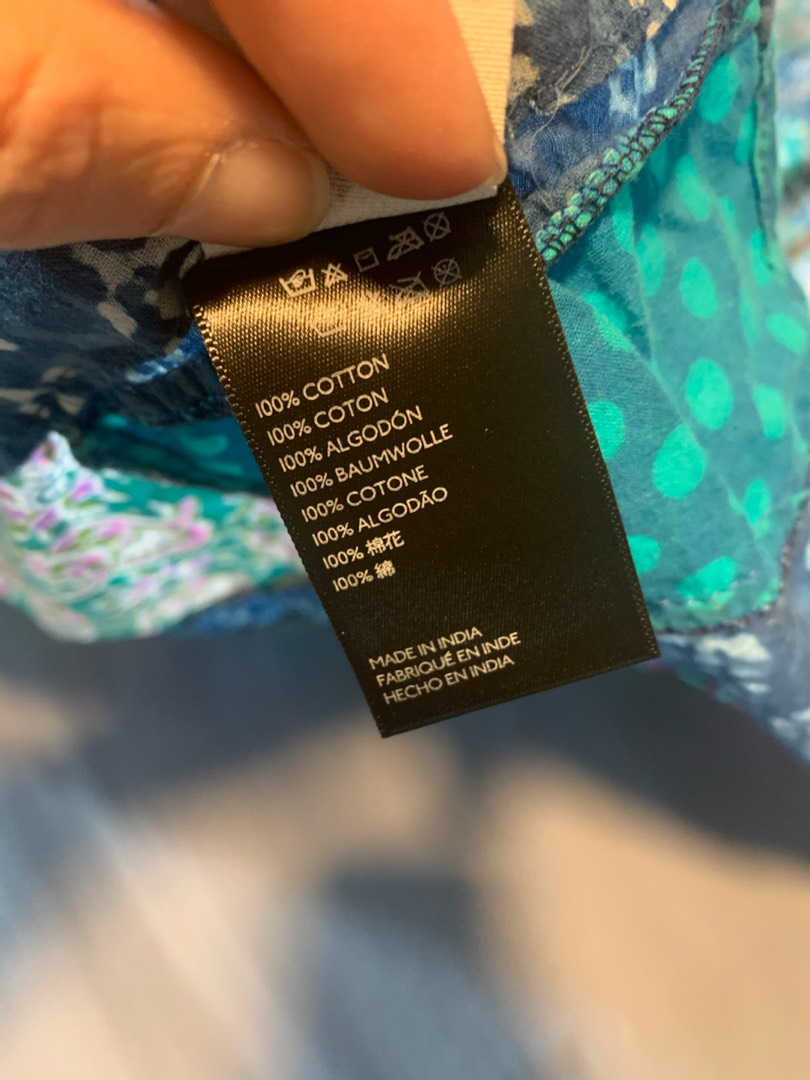 100% COTTON
100% COTON
100% ALGODÓN
100% BAUMWOLLE
100% COTONE
100% ALGODÃO
100% 棉花
100% 綿
MADE IN INDIA
FABRIQUÉ EN INDE
HECHO EN INDIA